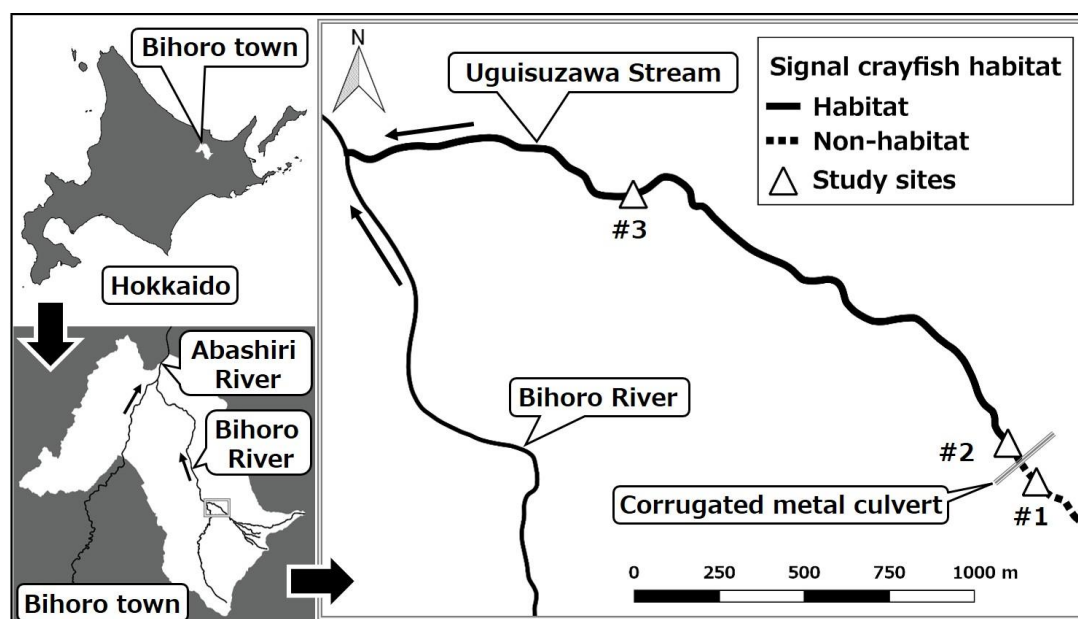 Bihoro town
Hokkaido
Abashiri
River
Bihoro
River
Bihoro town
N
Uguisuzawa Stream
Signal crayfish habitat
Habitat
Non-habitat
Study sites
#3
Bihoro River
#2
Corrugated metal culvert
#1
0 250 500 750 1000 m